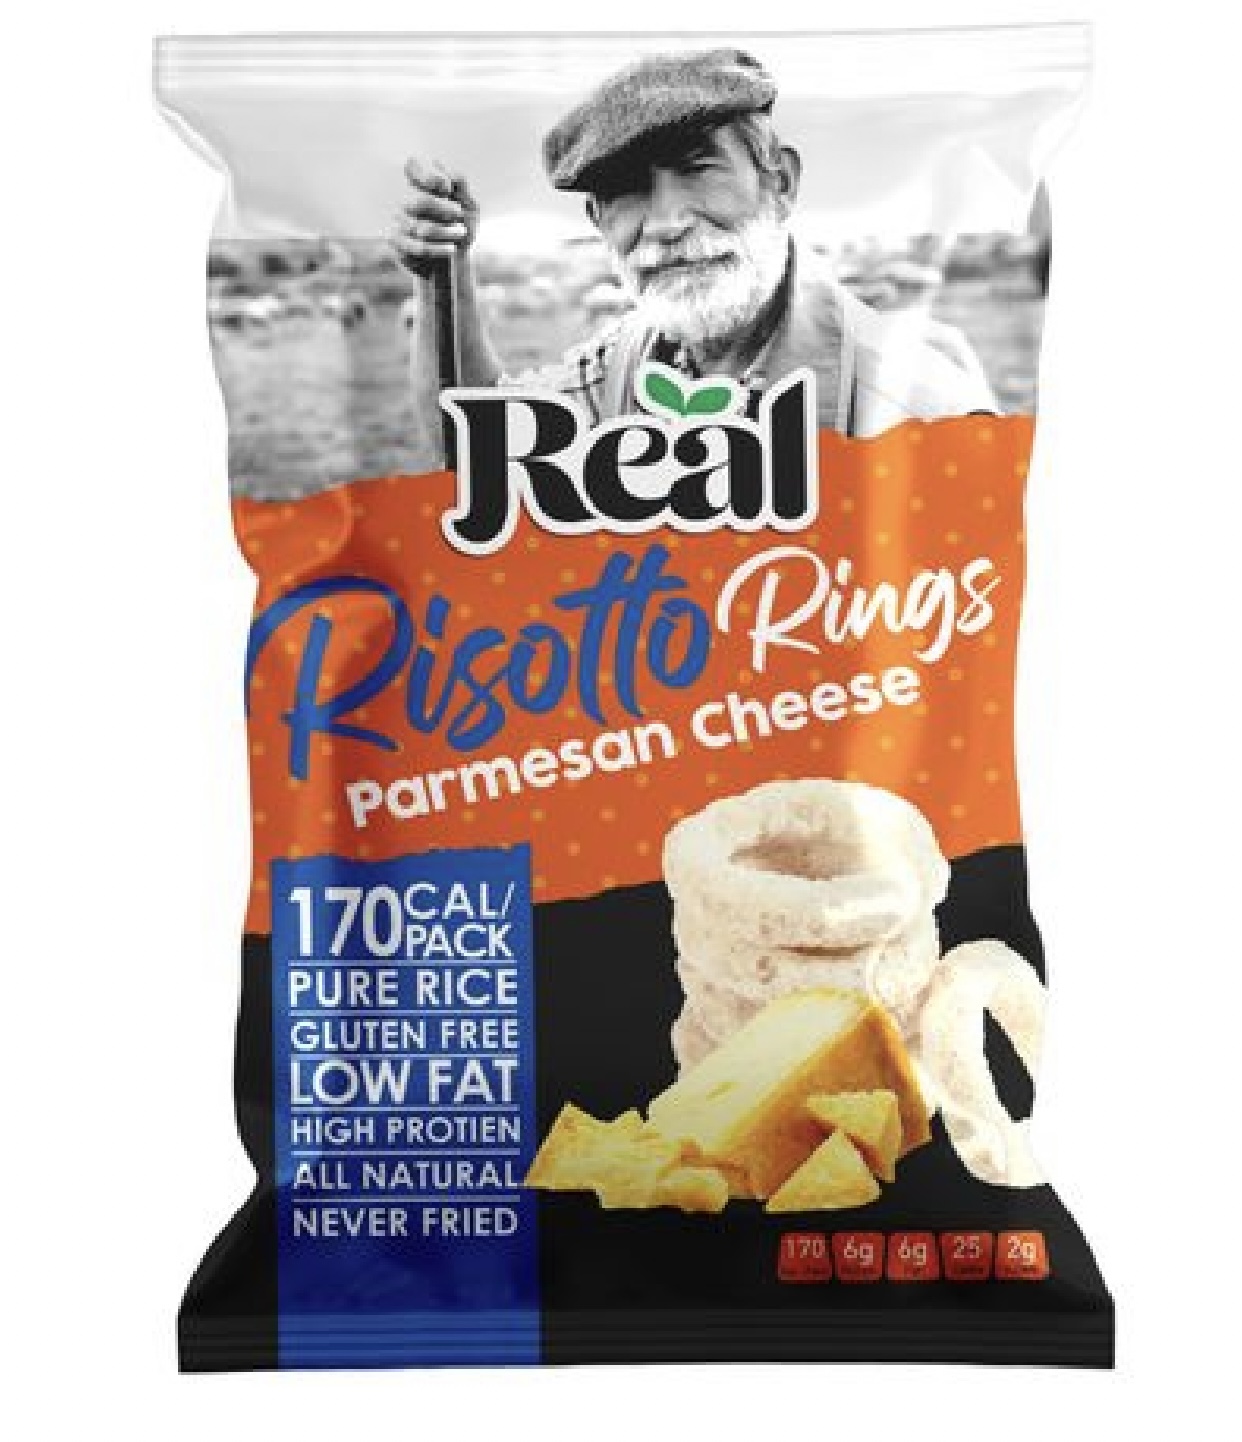 Real
Risotto Rings
Parmesan Cheese
170 CAL/
PACK
PURE RICE
GLUTEN FREE
LOW FAT
HIGH PROTIEN
ALL NATURAL
NEVER FRIED
170 6g 6g 25 2g